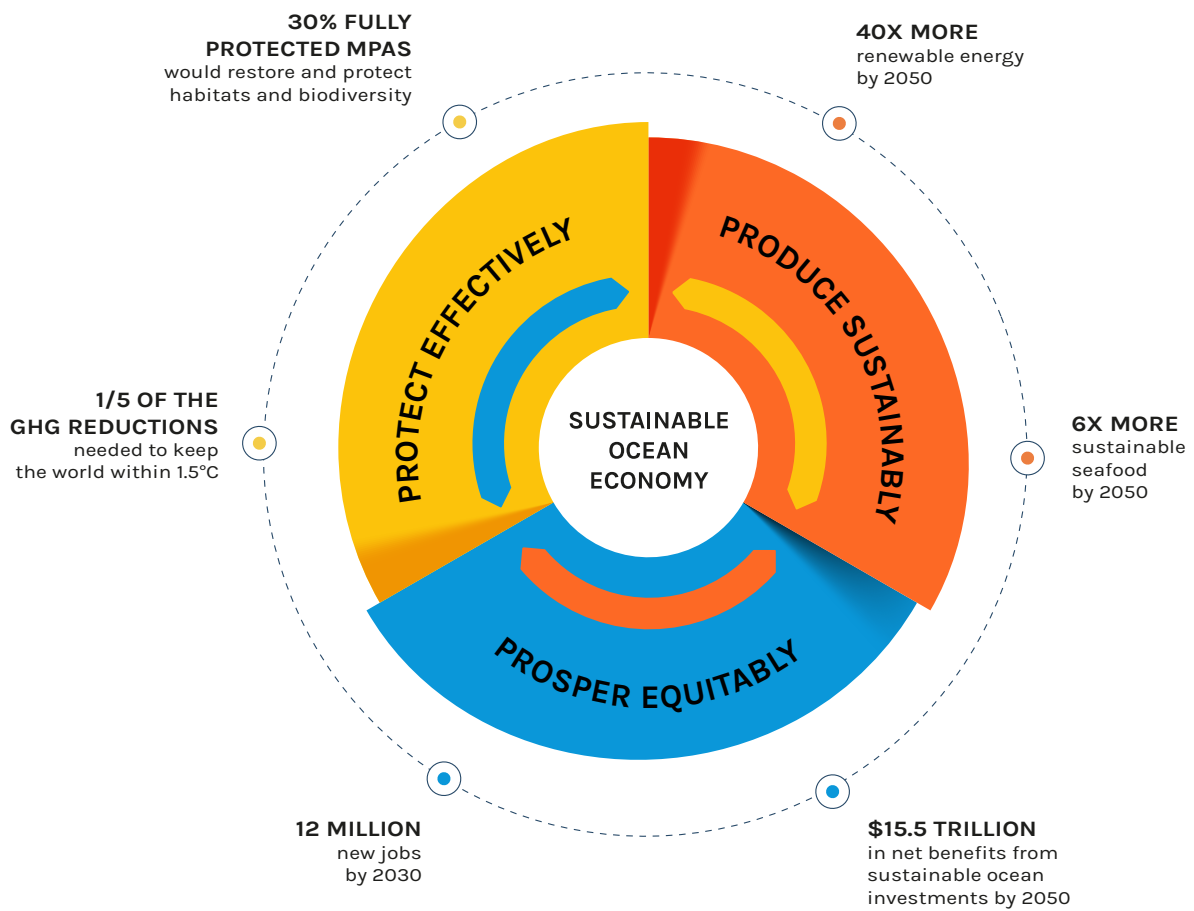 30% FULLY
PROTECTED MPAS
would restore and protect
habitats and biodiversity
40X MORE
renewable energy
by 2050
PROTECT EFFECTIVELY
PRODUCE SUSTAINABLY
1/5 OF THE
GHG REDUCTIONS
needed to keep
the world within 1.5°C
SUSTAINABLE
OCEAN
ECONOMY
6X MORE
sustainable
seafood
by 2050
PROSPER EQUITABLY
12 MILLION
new jobs
by 2030
$15.5 TRILLION
in net benefits from
sustainable ocean
investments by 2050